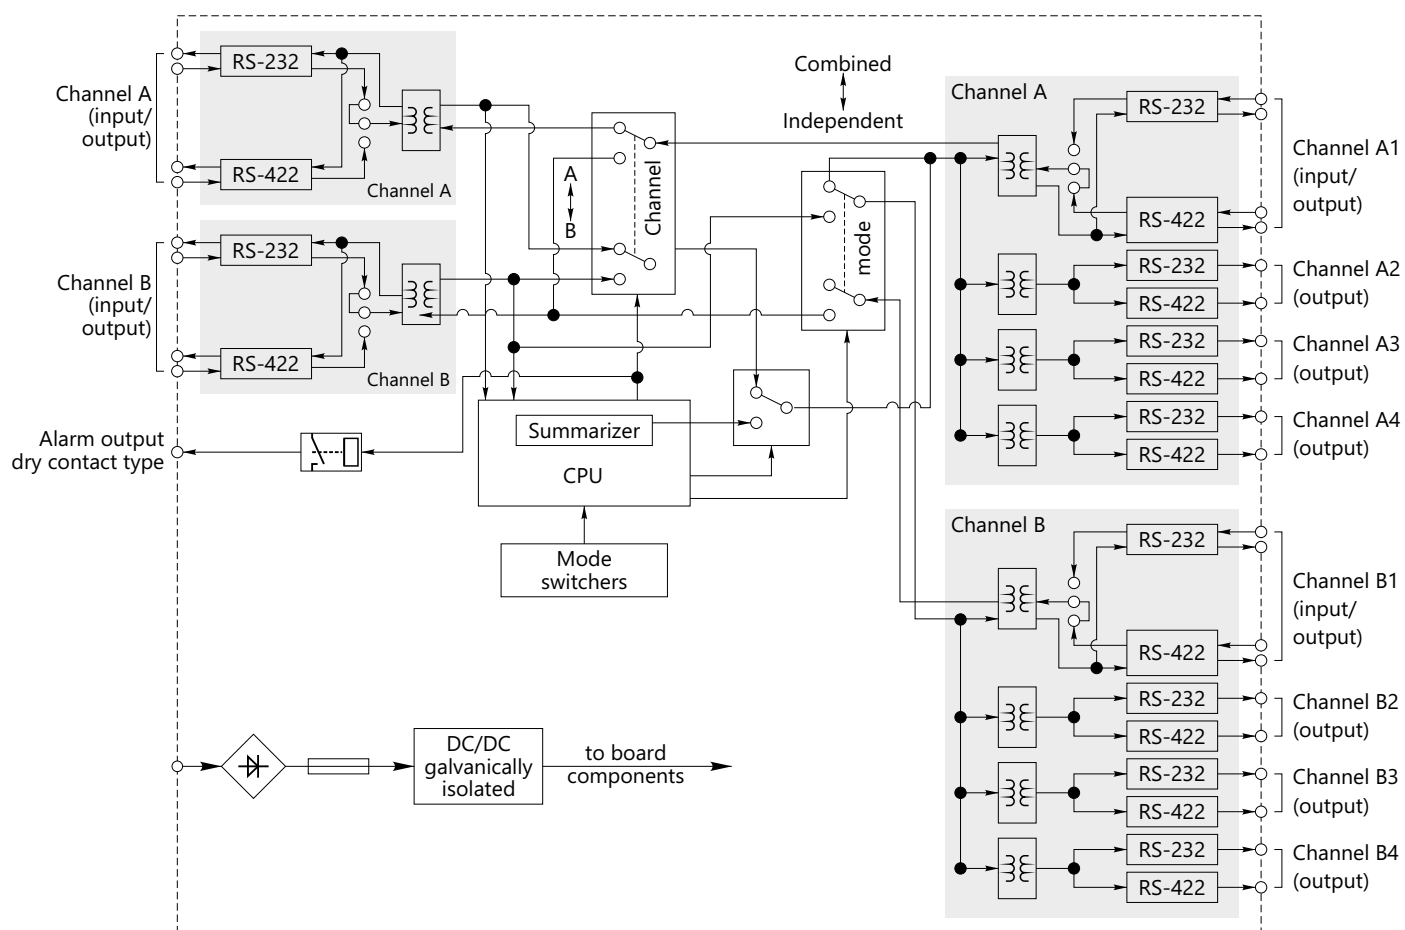 Channel A
(input/
output)
RS-232
RS-422
Channel A
Channel B
(input/
output)
RS-232
RS-422
Channel B
Alarm output
dry contact type
Channel
A
B
Combined
Independent
mode
Summarizer
CPU
Mode
switchers
DC/DC
galvanically
isolated
to board
components
Channel A
RS-232
RS-422
RS-232
RS-422
RS-232
RS-422
RS-232
RS-422
Channel A1
(input/
output)
Channel A2
(output)
Channel A3
(output)
Channel A4
(output)
Channel B
RS-232
RS-422
RS-232
RS-422
RS-232
RS-422
RS-232
RS-422
Channel B1
(input/
output)
Channel B2
(output)
Channel B3
(output)
Channel B4
(output)